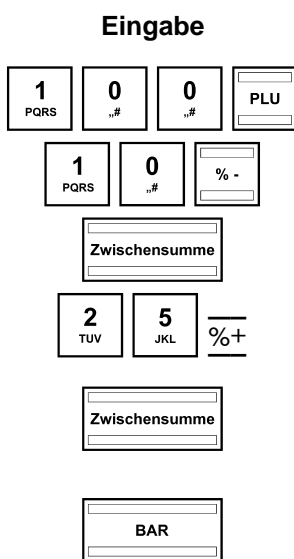 Eingabe
1 0 0 PLU
PQRS „# „#
1 0 % -
PQRS „#
Zwischensumme
2 5 %+
TUV JKL
Zwischensumme
BAR